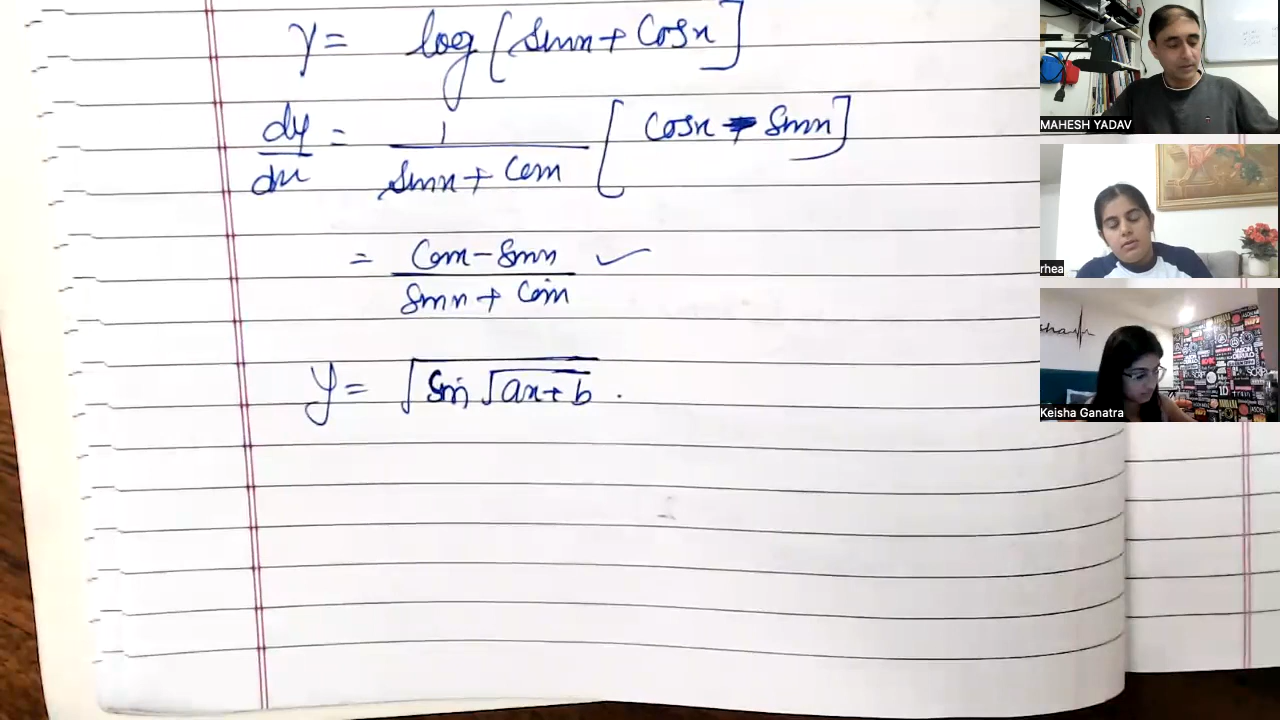 y = log [sinx + Cosx]
dy/dx = 1/(sinx + Cosx) [Cosx - Sinx]
= (Cosx - Sinx)/(Sinx + Cosx) ✓
y = √(Sin √(ax+b)) .
MAHESH YADAV
rhea
Keisha Ganatra